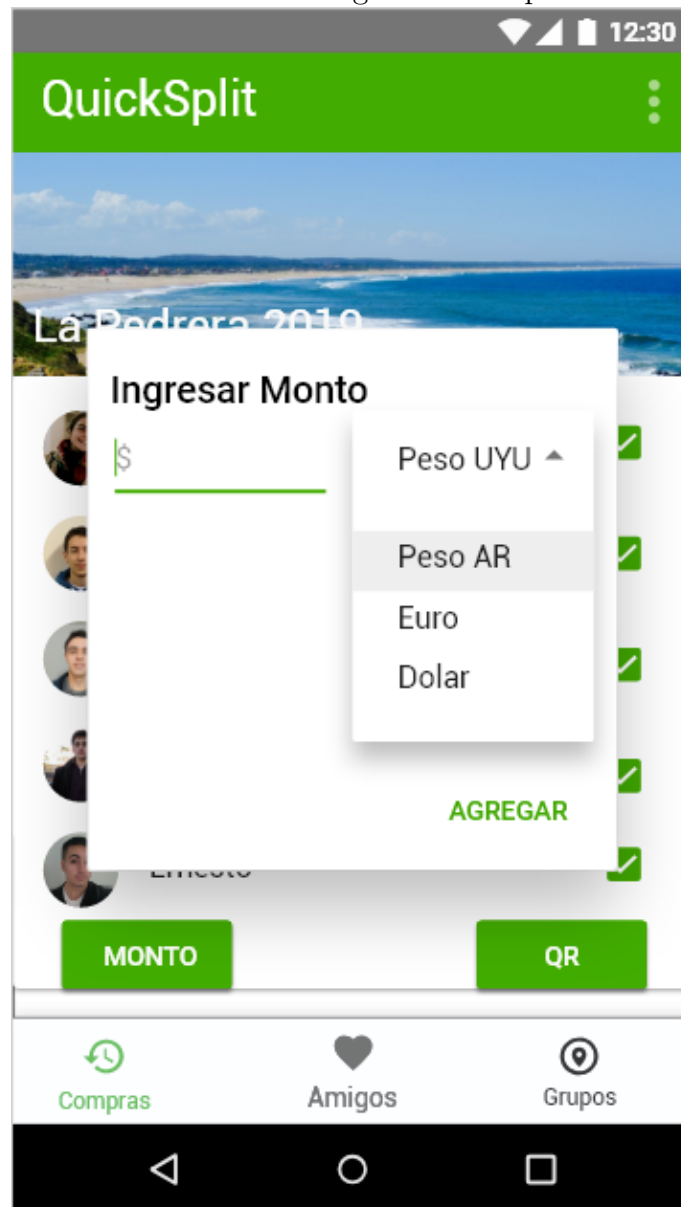 12:30
QuickSplit
La Pedrera 2019
Ingresar Monto
$
Peso UYU
Peso AR
Euro
Dolar
AGREGAR
Ernesto
MONTO
QR
Compras
Amigos
Grupos